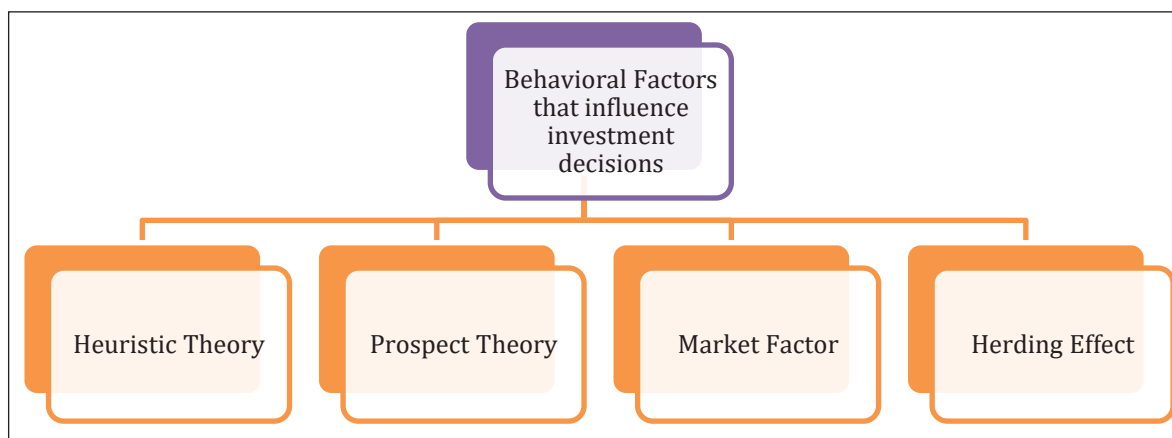 Behavioral Factors
that influence
investment
decisions
Heuristic Theory
Prospect Theory
Market Factor
Herding Effect